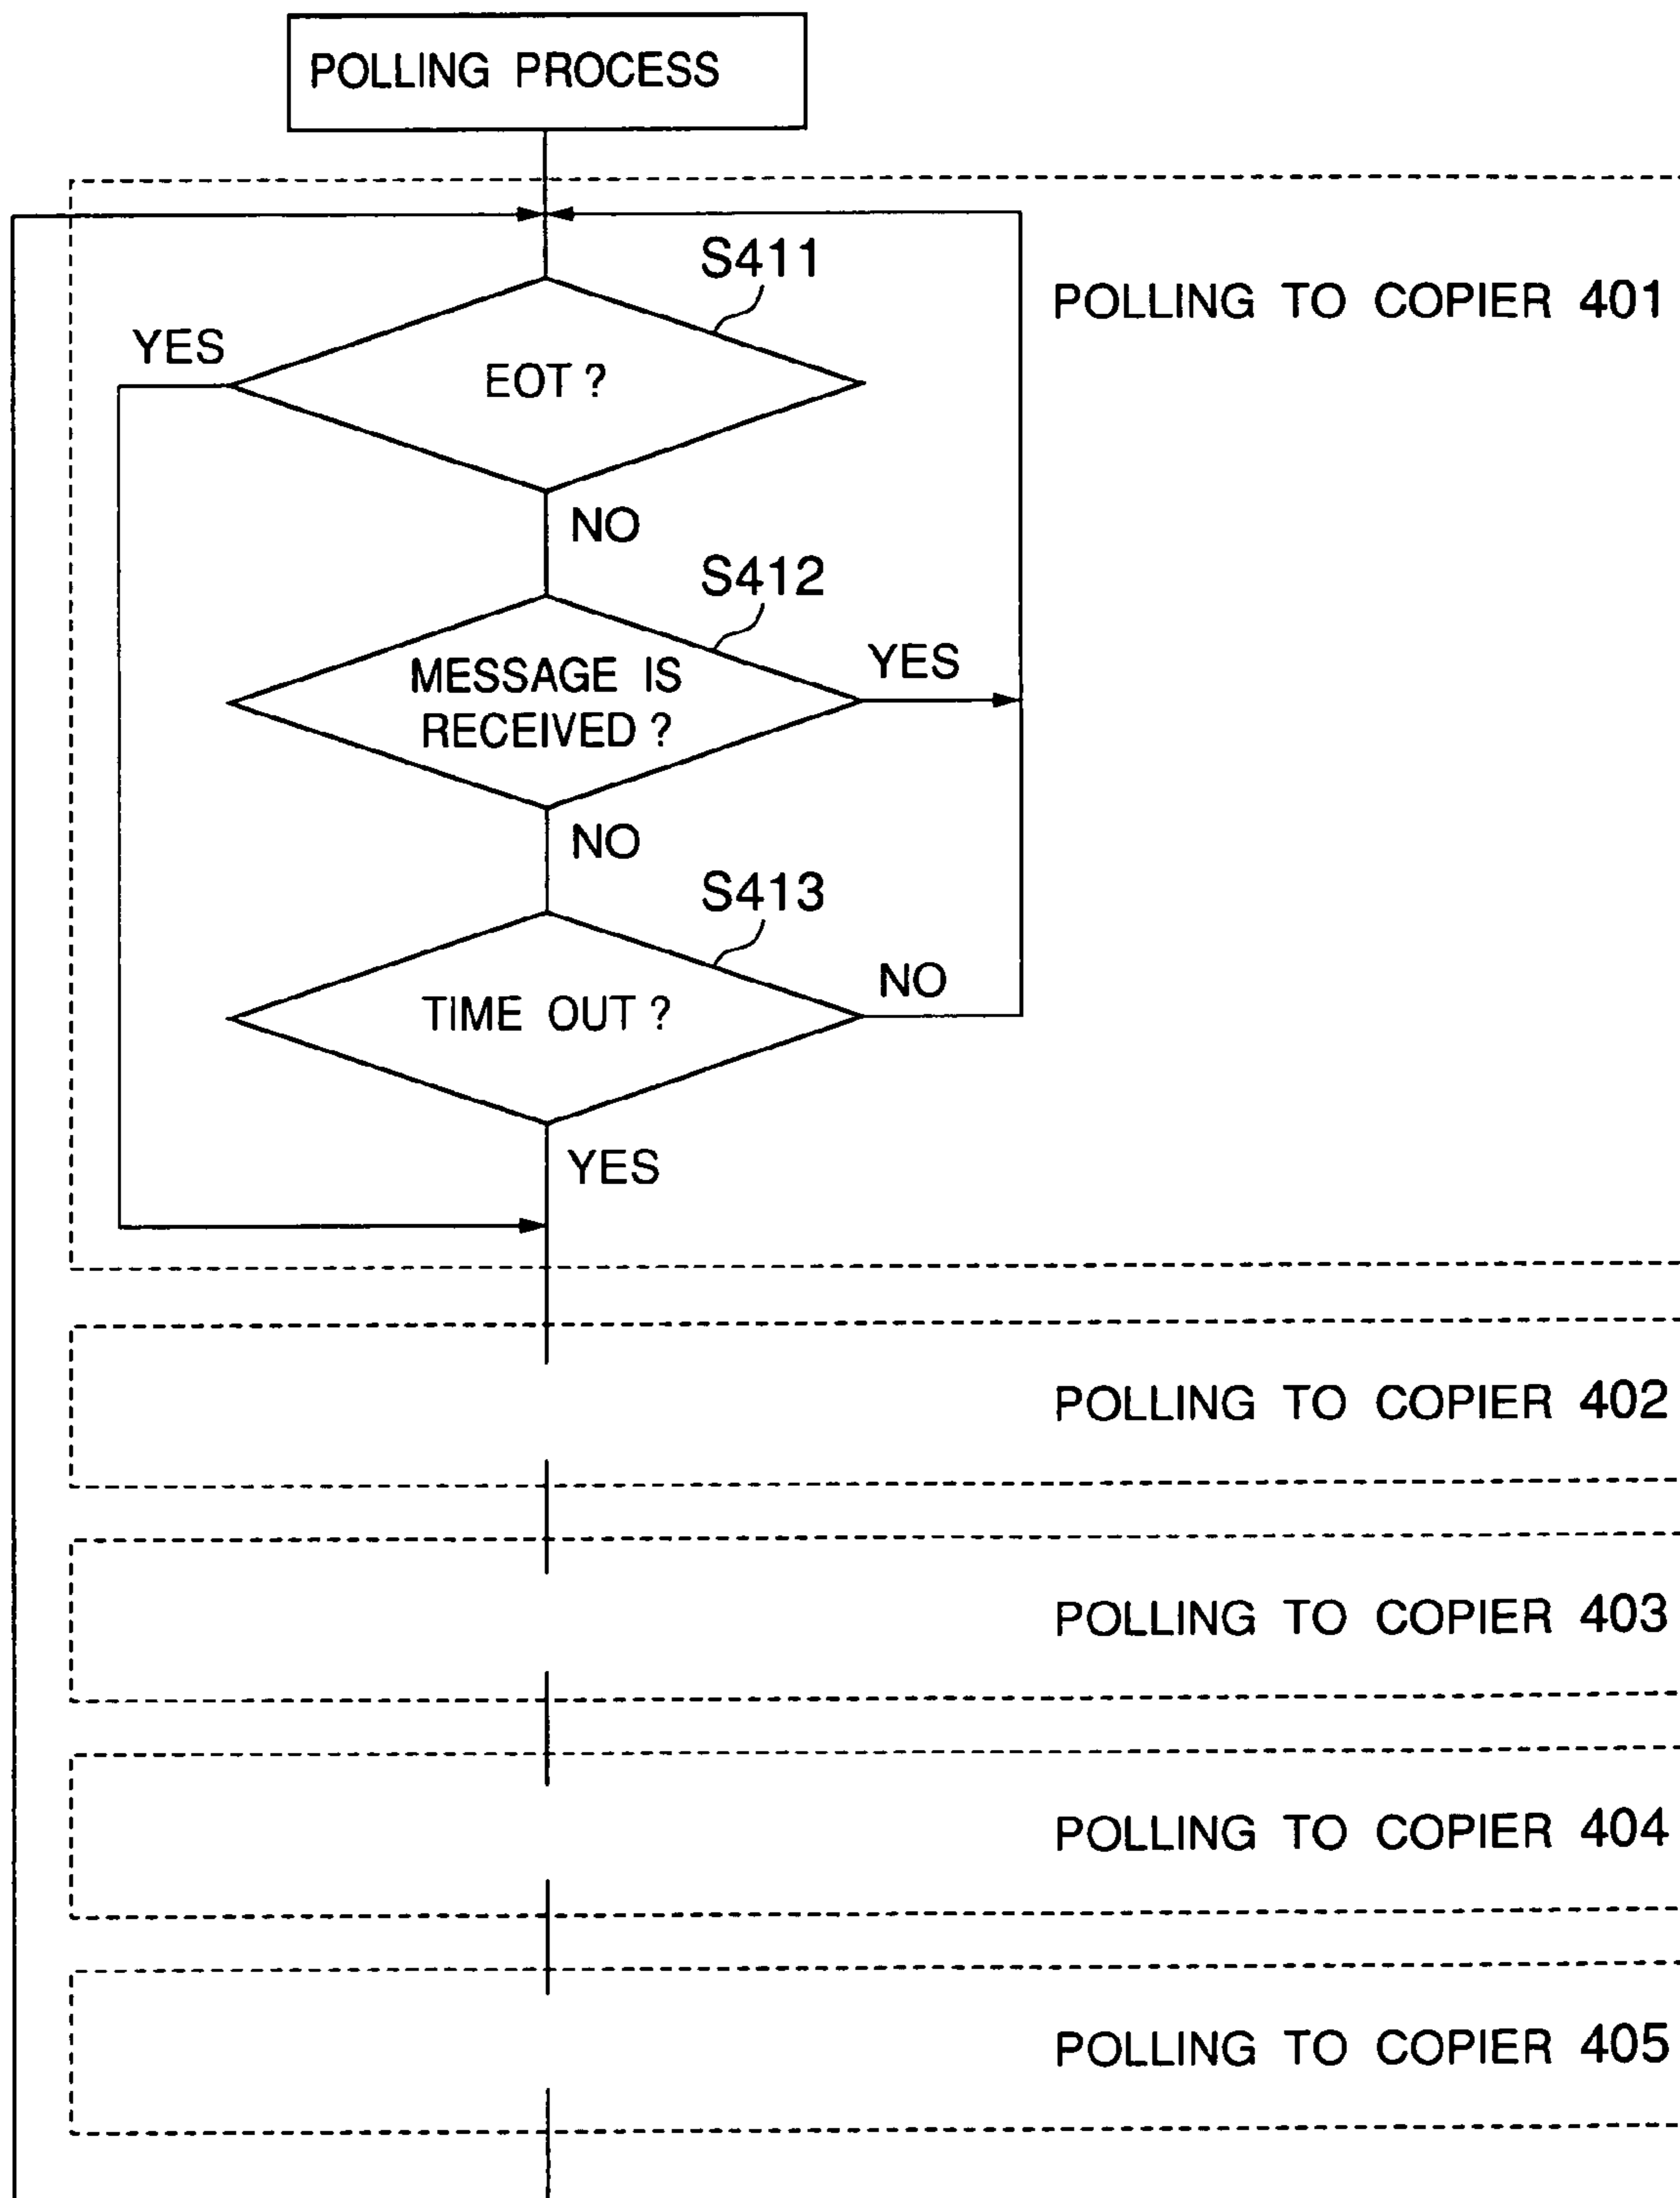 POLLING PROCESS
S411
POLLING TO COPIER 401
YES
EOT ?
NO
S412
MESSAGE IS
RECEIVED ?
YES
NO
S413
TIME OUT ?
NO
YES
POLLING TO COPIER 402
POLLING TO COPIER 403
POLLING TO COPIER 404
POLLING TO COPIER 405